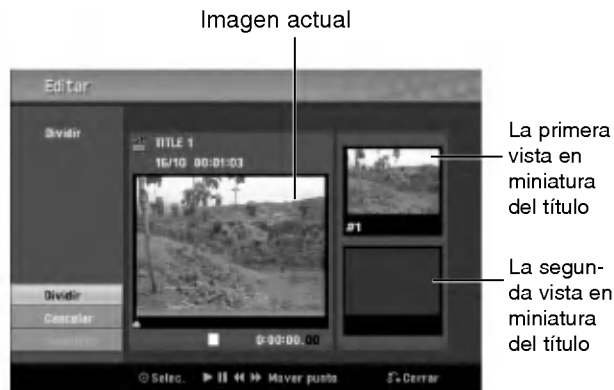 Imagen actual
Editar
Dividir
TITLE 1
16/10 00:01:03
#1
La primera
vista en
miniatura
del título
La segun-
da vista en
miniatura
del título
Dividir
Cancelar
0:00:00.00
Selec.
Mover punto
Cerrar